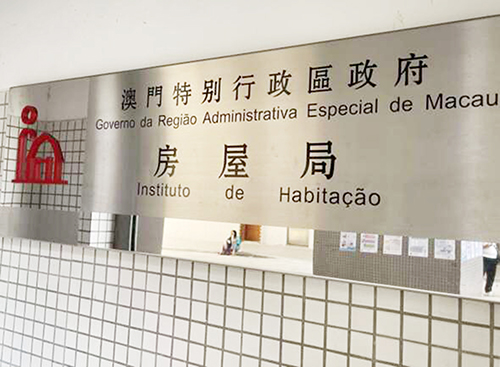 澳門特別行政區政府
Governo da Região Administrativa Especial de Macau
房屋局
Instituto de Habitação